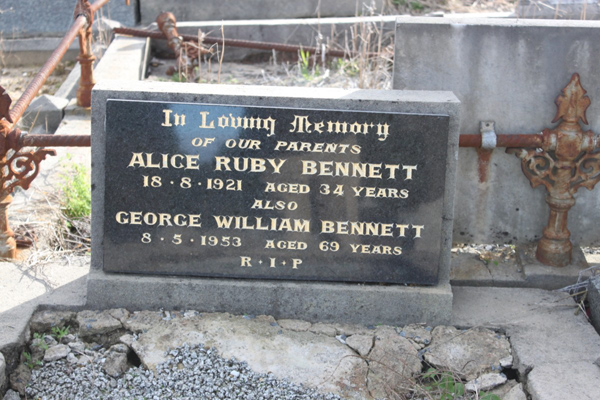 In Loving Memory
OF OUR PARENTS
ALICE RUBY BENNETT
18·8·1921 AGED 34 YEARS
ALSO
GEORGE WILLIAM BENNETT
8·5·1953 AGED 69 YEARS
R·I·P